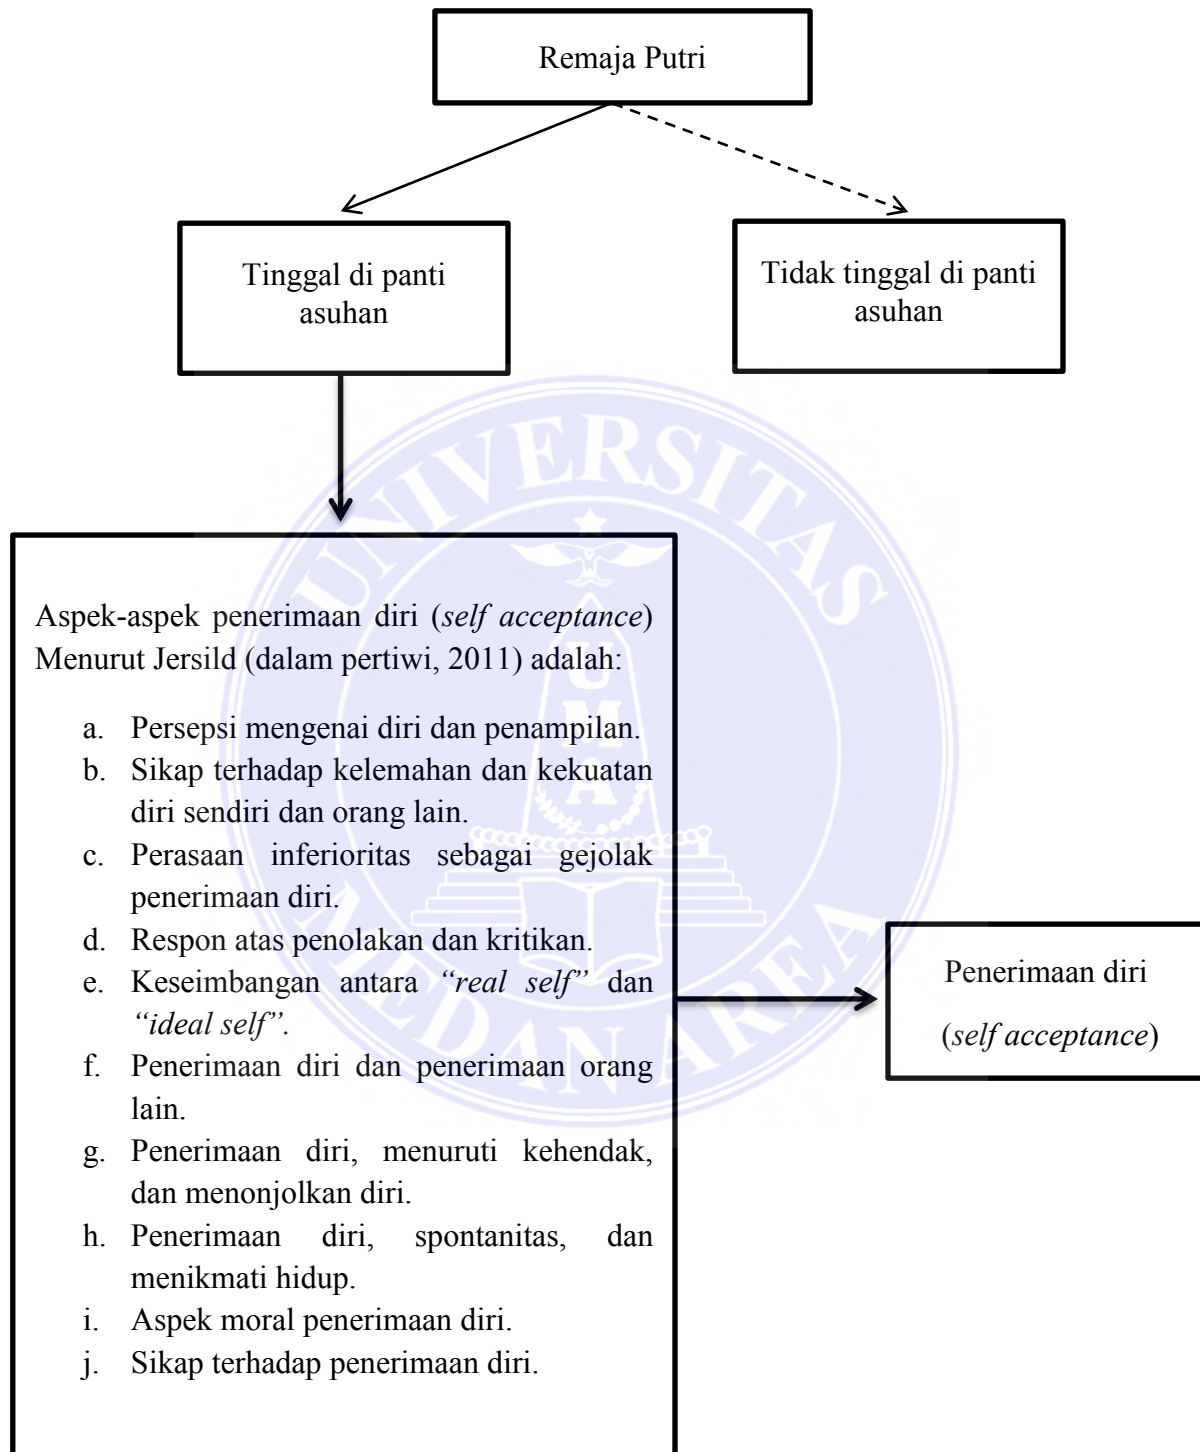 Remaja Putri
Tinggal di panti
asuhan
Tidak tinggal di panti
asuhan
UNIVERSITAS
Aspek-aspek penerimaan diri (self acceptance)
Menurut Jersild (dalam pertiwi, 2011) adalah:
a. Persepsi mengenai diri dan penampilan.
b. Sikap terhadap kelemahan dan kekuatan
diri sendiri dan orang lain.
c. Perasaan inferioritas sebagai gejolak
penerimaan diri.
d. Respon atas penolakan dan kritikan.
e. Keseimbangan antara “real self” dan
“ideal self”.
f. Penerimaan diri dan penerimaan orang
lain.
g. Penerimaan diri, menuruti kehendak,
dan menonjolkan diri.
h. Penerimaan diri, spontanitas, dan
menikmati hidup.
i. Aspek moral penerimaan diri.
j. Sikap terhadap penerimaan diri.
U
M
A
MEDAN AREA
Penerimaan diri
(self acceptance)